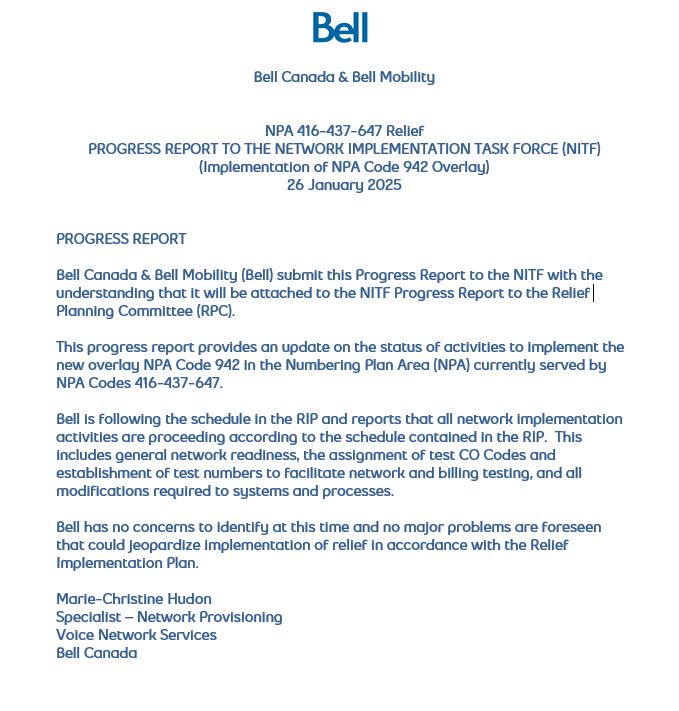 Bell
Bell Canada & Bell Mobility
NPA 416-437-647 Relief
PROGRESS REPORT TO THE NETWORK IMPLEMENTATION TASK FORCE (NITF)
(Implementation of NPA Code 942 Overlay)
26 January 2025
PROGRESS REPORT
Bell Canada & Bell Mobility (Bell) submit this Progress Report to the NITF with the
understanding that it will be attached to the NITF Progress Report to the Relief
Planning Committee (RPC).
This progress report provides an update on the status of activities to implement the
new overlay NPA Code 942 in the Numbering Plan Area (NPA) currently served by
NPA Codes 416-437-647.
Bell is following the schedule in the RIP and reports that all network implementation
activities are proceeding according to the schedule contained in the RIP.  This
includes general network readiness, the assignment of test CO Codes and
establishment of test numbers to facilitate network and billing testing, and all
modifications required to systems and processes.
Bell has no concerns to identify at this time and no major problems are foreseen
that could jeopardize implementation of relief in accordance with the Relief
Implementation Plan.
Marie-Christine Hudon
Specialist – Network Provisioning
Voice Network Services
Bell Canada